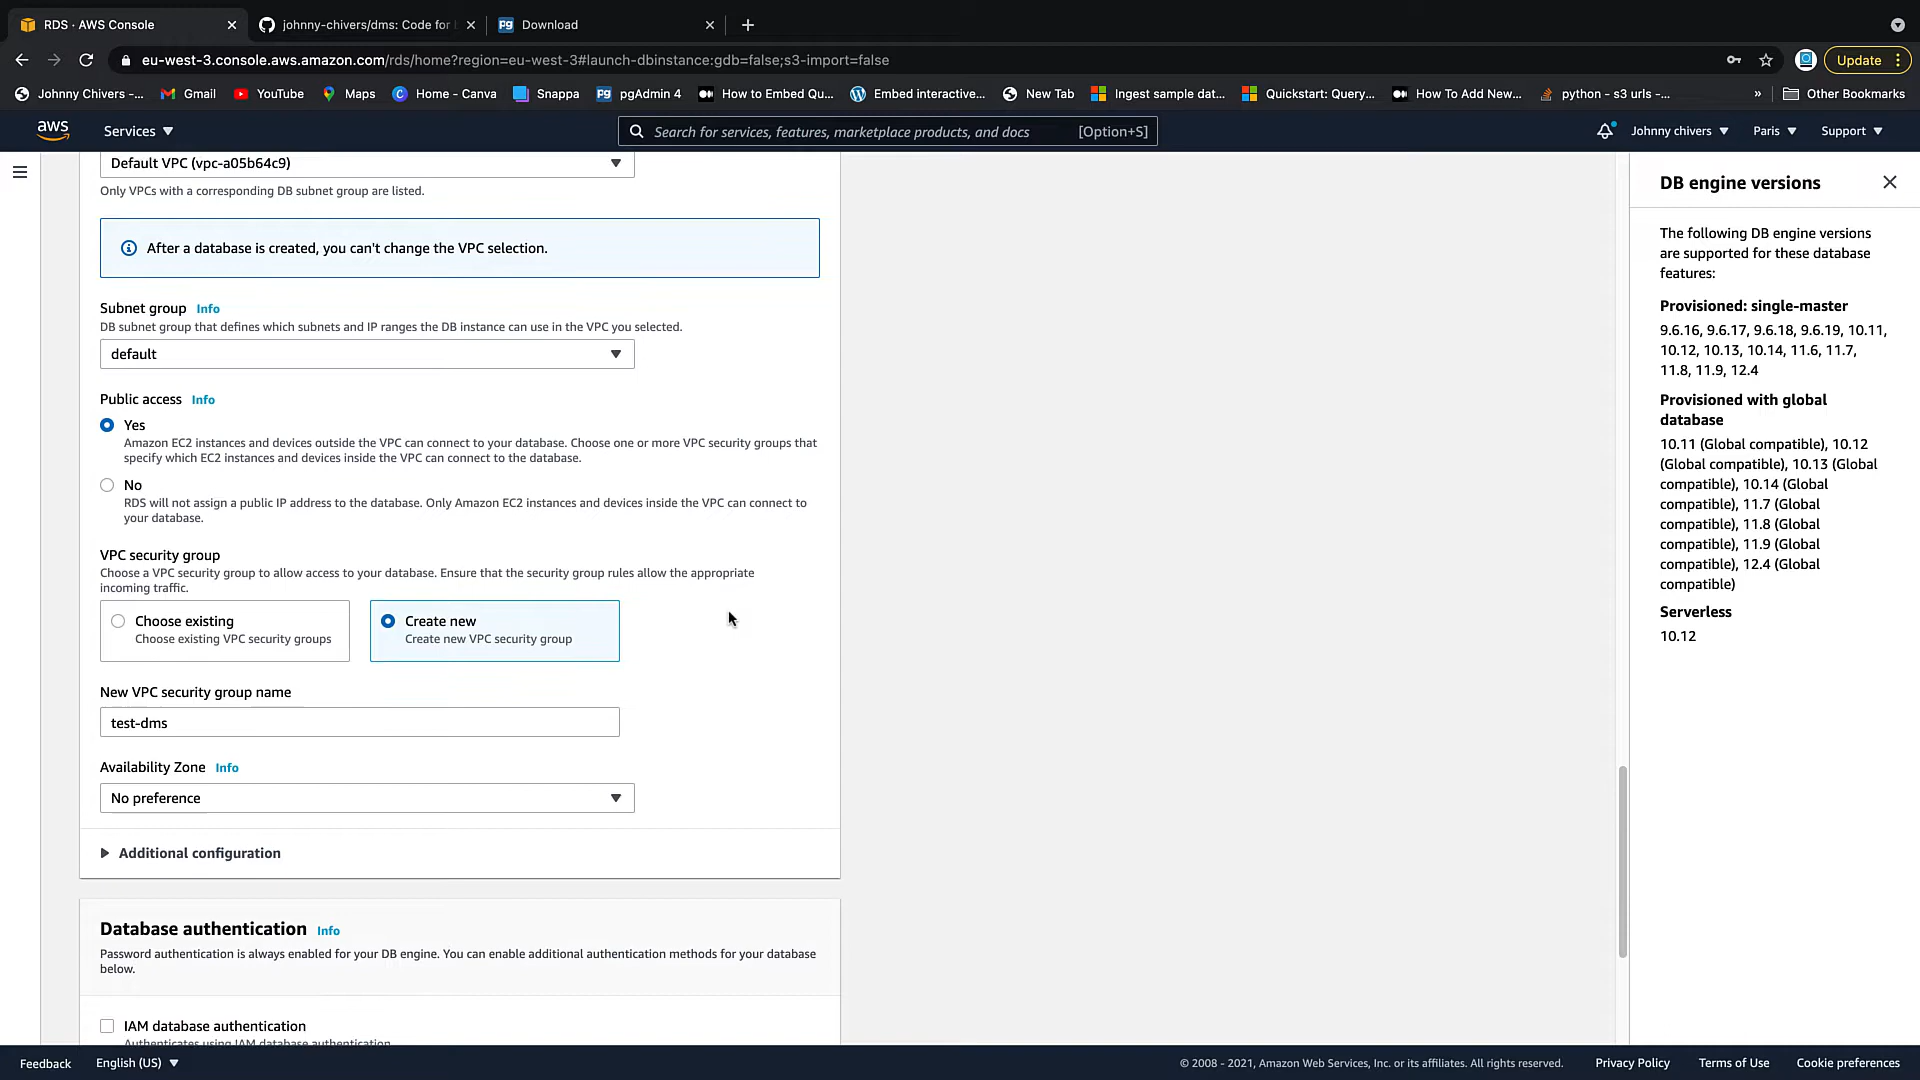 RDS · AWS Console
johnny-chivers/dms: Code for
Download
eu-west-3.console.aws.amazon.com/rds/home?region=eu-west-3#launch-dbinstance:gdb=false;s3-import=false
Update
Johnny Chivers –...
Gmail
YouTube
Maps
Home - Canva
Snappa
pgAdmin 4
How to Embed Qu...
Embed interactive...
New Tab
Ingest sample dat...
Quickstart: Query...
How To Add New...
python - s3 urls -...
»
Other Bookmarks
aws
Services
Search for services, features, marketplace products, and docs
[Option+S]
Johnny chivers
Paris
Support
Default VPC (vpc-a05b64c9)
Only VPCs with a corresponding DB subnet group are listed.
After a database is created, you can't change the VPC selection.
Subnet group Info
DB subnet group that defines which subnets and IP ranges the DB instance can use in the VPC you selected.
default
Public access Info
Yes
Amazon EC2 instances and devices outside the VPC can connect to your database. Choose one or more VPC security groups that
specify which EC2 instances and devices inside the VPC can connect to the database.
No
RDS will not assign a public IP address to the database. Only Amazon EC2 instances and devices inside the VPC can connect to
your database.
VPC security group
Choose a VPC security group to allow access to your database. Ensure that the security group rules allow the appropriate
incoming traffic.
Choose existing
Choose existing VPC security groups
Create new
Create new VPC security group
New VPC security group name
test-dms
Availability Zone Info
No preference
Additional configuration
Database authentication Info
Password authentication is always enabled for your DB engine. You can enable additional authentication methods for your database
below.
IAM database authentication
Authenticates using IAM database authentication
DB engine versions
The following DB engine versions
are supported for these database
features:
Provisioned: single-master
9.6.16, 9.6.17, 9.6.18, 9.6.19, 10.11,
10.12, 10.13, 10.14, 11.6, 11.7,
11.8, 11.9, 12.4
Provisioned with global
database
10.11 (Global compatible), 10.12
(Global compatible), 10.13 (Global
compatible), 10.14 (Global
compatible), 11.7 (Global
compatible), 11.8 (Global
compatible), 11.9 (Global
compatible), 12.4 (Global
compatible)
Serverless
10.12
Feedback
English (US)
© 2008 - 2021, Amazon Web Services, Inc. or its affiliates. All rights reserved.
Privacy Policy
Terms of Use
Cookie preferences